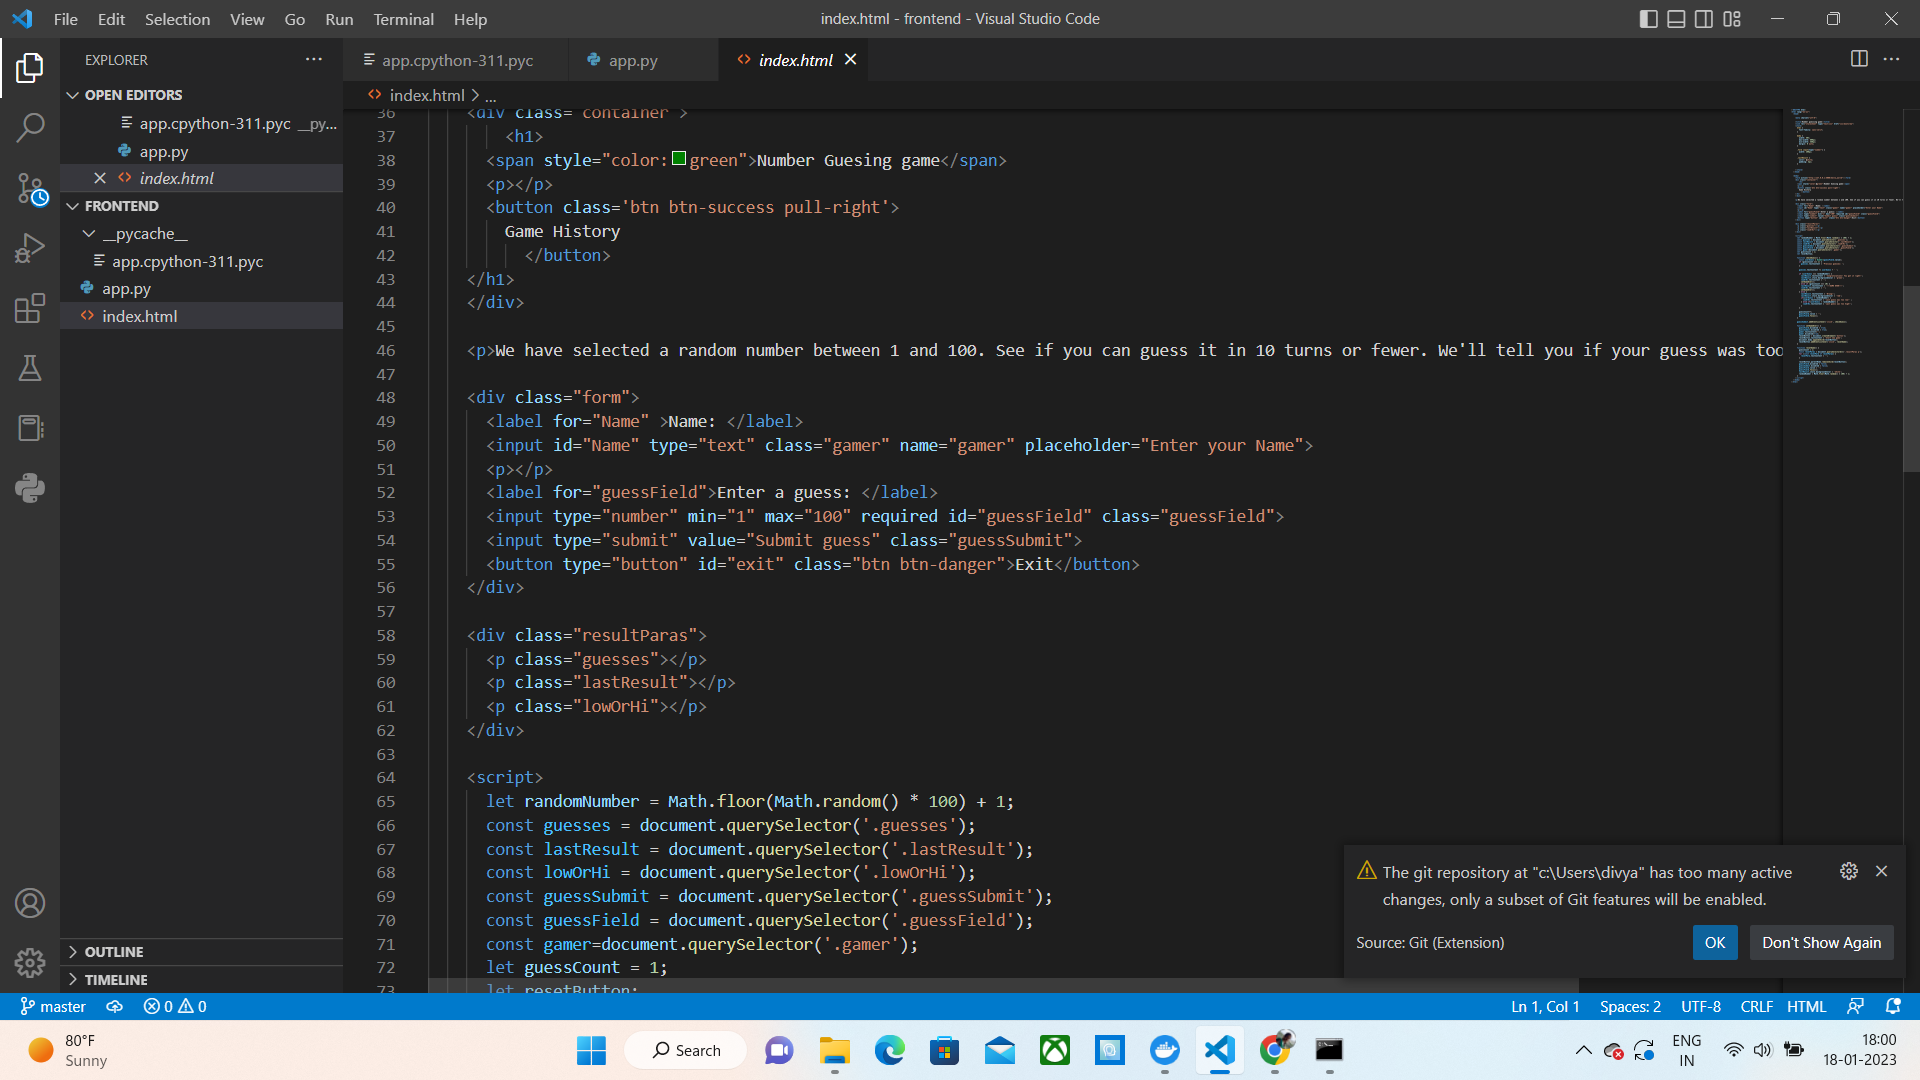 File Edit Selection View Go Run Terminal Help
index.html - frontend - Visual Studio Code
EXPLORER
OPEN EDITORS
app.cpython-311.pyc __py...
app.py
index.html
FRONTEND
__pycache__
app.cpython-311.pyc
app.py
index.html
OUTLINE
TIMELINE
app.cpython-311.pyc app.py index.html
index.html > ...
36 <div class="container">
37 <h1>
38 <span style="color:green">Number Guesing game</span>
39 <p></p>
40 <button class='btn btn-success pull-right'>
41 Game History
42 </button>
43 </h1>
44 </div>
45
46 <p>We have selected a random number between 1 and 100. See if you can guess it in 10 turns or fewer. We'll tell you if your guess was too
47
48 <div class="form">
49 <label for="Name" >Name: </label>
50 <input id="Name" type="text" class="gamer" name="gamer" placeholder="Enter your Name">
51 <p></p>
52 <label for="guessField">Enter a guess: </label>
53 <input type="number" min="1" max="100" required id="guessField" class="guessField">
54 <input type="submit" value="Submit guess" class="guessSubmit">
55 <button type="button" id="exit" class="btn btn-danger">Exit</button>
56 </div>
57
58 <div class="resultParas">
59 <p class="guesses"></p>
60 <p class="lastResult"></p>
61 <p class="lowOrHi"></p>
62 </div>
63
64 <script>
65 let randomNumber = Math.floor(Math.random() * 100) + 1;
66 const guesses = document.querySelector('.guesses');
67 const lastResult = document.querySelector('.lastResult');
68 const lowOrHi = document.querySelector('.lowOrHi');
69 const guessSubmit = document.querySelector('.guessSubmit');
70 const guessField = document.querySelector('.guessField');
71 const gamer=document.querySelector('.gamer');
72 let guessCount = 1;
73 let resetButton;
The git repository at "c:\Users\divya" has too many active
changes, only a subset of Git features will be enabled.
Source: Git (Extension)
OK Don't Show Again
master 0 0
Ln 1, Col 1 Spaces: 2 UTF-8 CRLF HTML
80°F
Sunny
Search
ENG
IN
18:00
18-01-2023